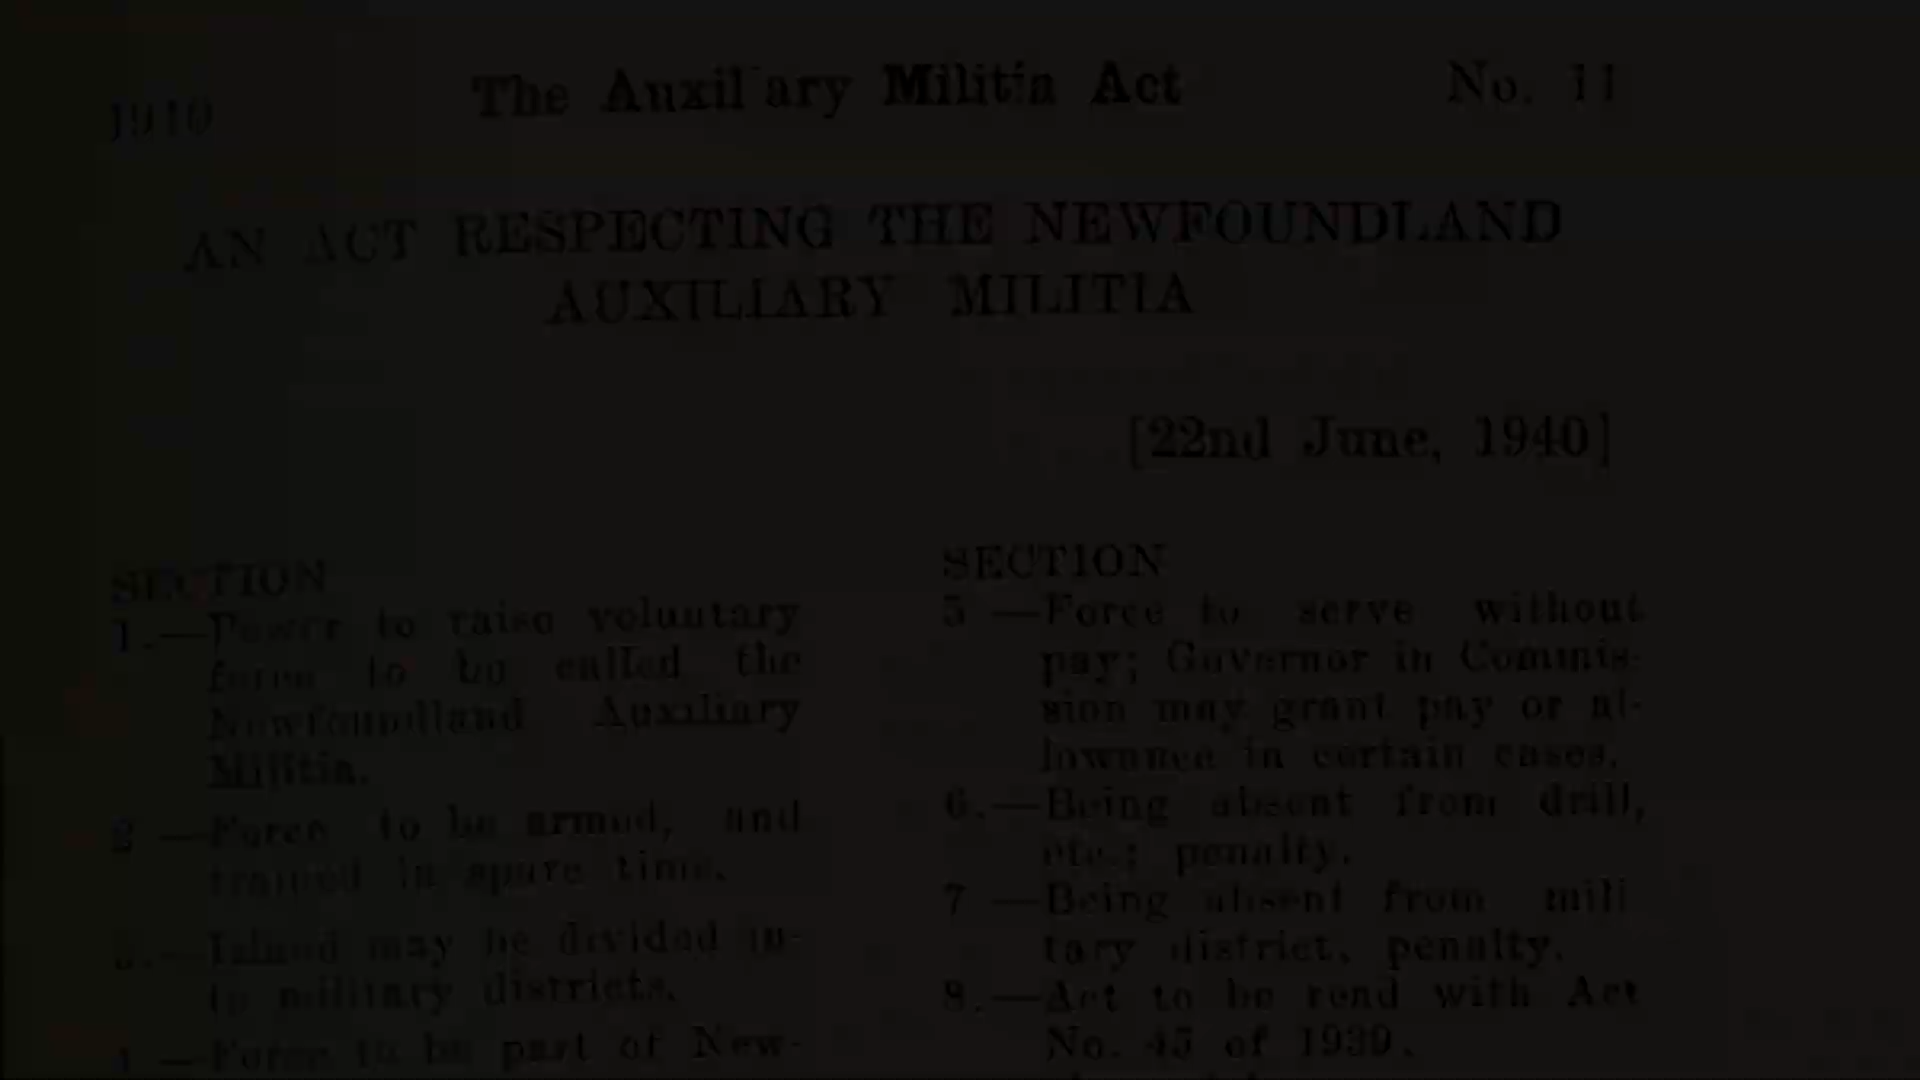 1940 The Auxil ary Militia Act No. 11
AN ACT RESPECTING THE NEWFOUNDLAND
AUXILIARY MILITIA
[22nd June, 1940]
SECTION
1.—Power to raise voluntary
force to be called the
Newfoundland Auxiliary
Militia.
2 —Force to be armed, and
trained in spare time.
3.—Island may be divided in-
to military districts.
4 —Force to be part of New-
SECTION
5 —Force to serve without
pay; Governor in Commis-
sion may grant pay or al-
lowance in certain cases.
6.—Being absent from drill,
etc.; penalty.
7 —Being absent from mili
tary district, penalty.
8.—Act to be read with Act
No. 45 of 1939.